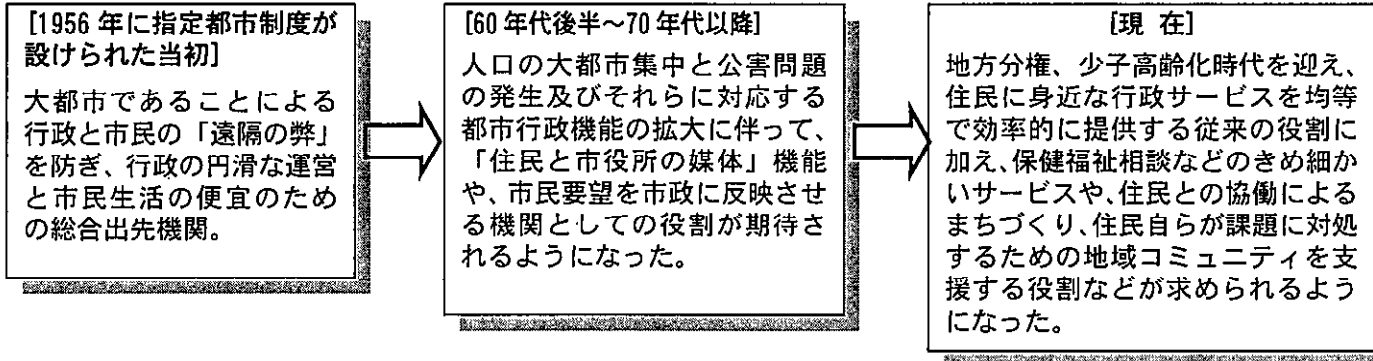 [1956年に指定都市制度が
設けられた当初]
大都市であることによる
行政と市民の「遠隔の弊」
を防ぎ、行政の円滑な運営
と市民生活の便宜のため
の総合出先機関。
[60年代後半～70年代以降]
人口の大都市集中と公害問題
の発生及びそれらに対応する
都市行政機能の拡大に伴って、
「住民と市役所の媒体」機能
や、市民要望を市政に反映させ
る機関としての役割が期待さ
れるようになった。
[現 在]
地方分権、少子高齢化時代を迎え、
住民に身近な行政サービスを均等
で効率的に提供する従来の役割に
加え、保健福祉相談などのきめ細か
いサービスや、住民との協働による
まちづくり、住民自らが課題に対処
するための地域コミュニティを支
援する役割などが求められるよう
になった。